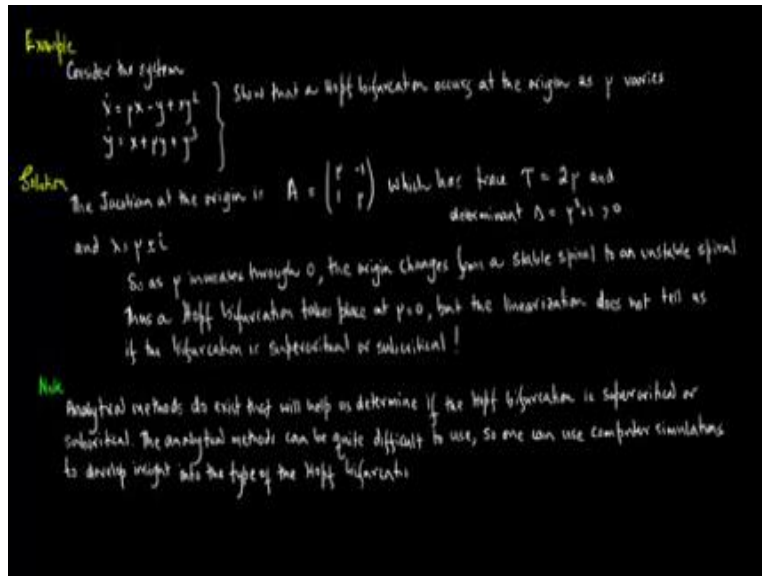 Example
Consider the system
ẋ = μx - y + xy²
ẏ = x + μy + y³
} Show that a Hopf bifurcation occurs at the origin as μ varies
Solution
The Jacobian at the origin is A = (μ -1; 1 μ) which has trace T = 2μ and
determinant Δ = μ²+1 >0
and λ = μ ± i
So as μ increases through 0, the origin changes from a stable spiral to an unstable spiral
Thus a Hopf bifurcation takes place at μ=0, but the linearization does not tell us
if the bifurcation is supercritical or subcritical!
Note
Analytical methods do exist that will help us determine if the Hopf bifurcation is supercritical or
subcritical. The analytical methods can be quite difficult to use, so one can use computer simulations
to develop insight into the type of the Hopf bifurcatio